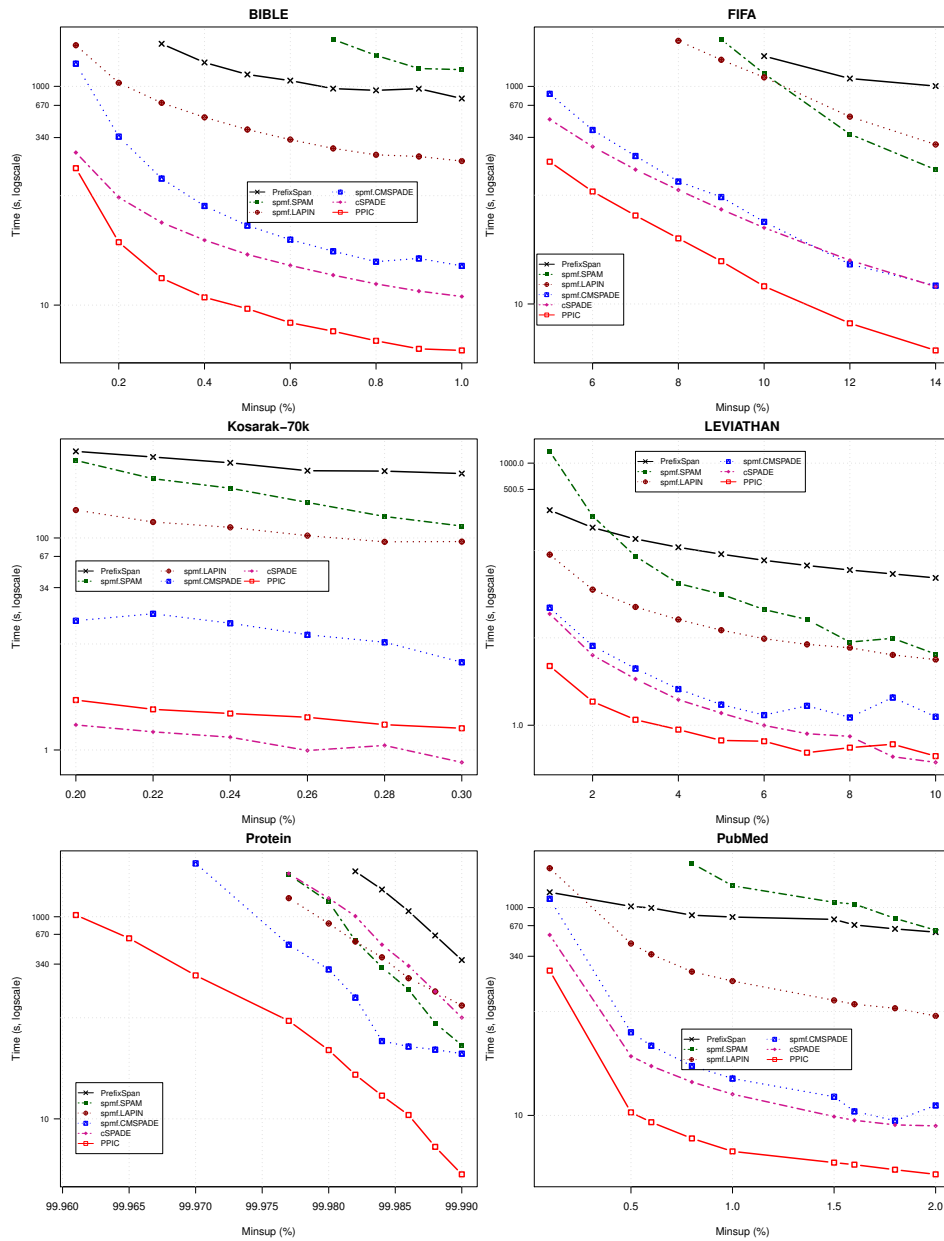 BIBLE
Time (s, logscale)
1000
670
340
10
PrefixSpan
spmf.SPAM
spmf.LAPIN
spmf.CMSPADE
cSPADE
PPIC
0.2 0.4 0.6 0.8 1.0
Minsup (%)
FIFA
Time (s, logscale)
1000
670
340
10
PrefixSpan
spmf.SPAM
spmf.LAPIN
spmf.CMSPADE
cSPADE
PPIC
6 8 10 12 14
Minsup (%)
Kosarak−70k
Time (s, logscale)
100
67
34
1
PrefixSpan
spmf.SPAM
spmf.LAPIN
spmf.CMSPADE
cSPADE
PPIC
0.20 0.22 0.24 0.26 0.28 0.30
Minsup (%)
LEVIATHAN
Time (s, logscale)
1000.0
500.5
1.0
PrefixSpan
spmf.SPAM
spmf.LAPIN
spmf.CMSPADE
cSPADE
PPIC
2 4 6 8 10
Minsup (%)
Protein
Time (s, logscale)
1000
670
340
10
PrefixSpan
spmf.SPAM
spmf.LAPIN
spmf.CMSPADE
cSPADE
PPIC
99.960 99.965 99.970 99.975 99.980 99.985 99.990
Minsup (%)
PubMed
Time (s, logscale)
1000
670
340
10
PrefixSpan
spmf.SPAM
spmf.LAPIN
spmf.CMSPADE
cSPADE
PPIC
0.5 1.0 1.5 2.0
Minsup (%)